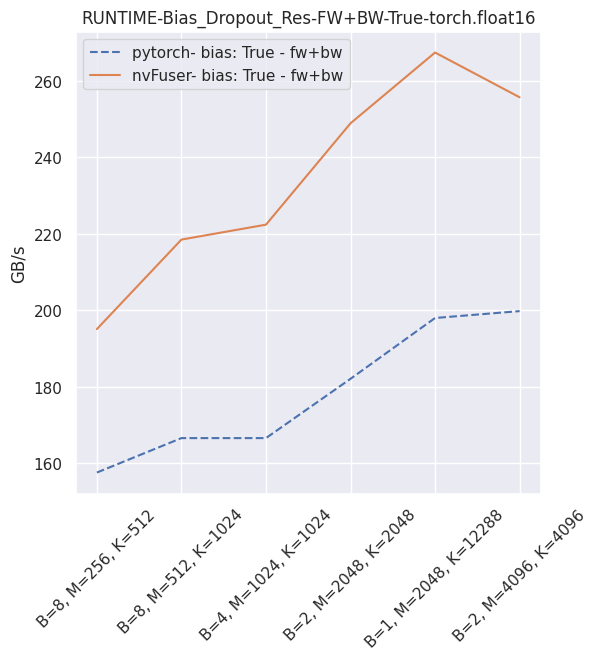 RUNTIME-Bias_Dropout_Res-FW+BW-True-torch.float16
pytorch- bias: True - fw+bw
nvFuser- bias: True - fw+bw
GB/s
260
240
220
200
180
160
B=8, M=256, K=512
B=8, M=512, K=1024
B=4, M=1024, K=1024
B=2, M=2048, K=2048
B=1, M=2048, K=12288
B=2, M=4096, K=4096